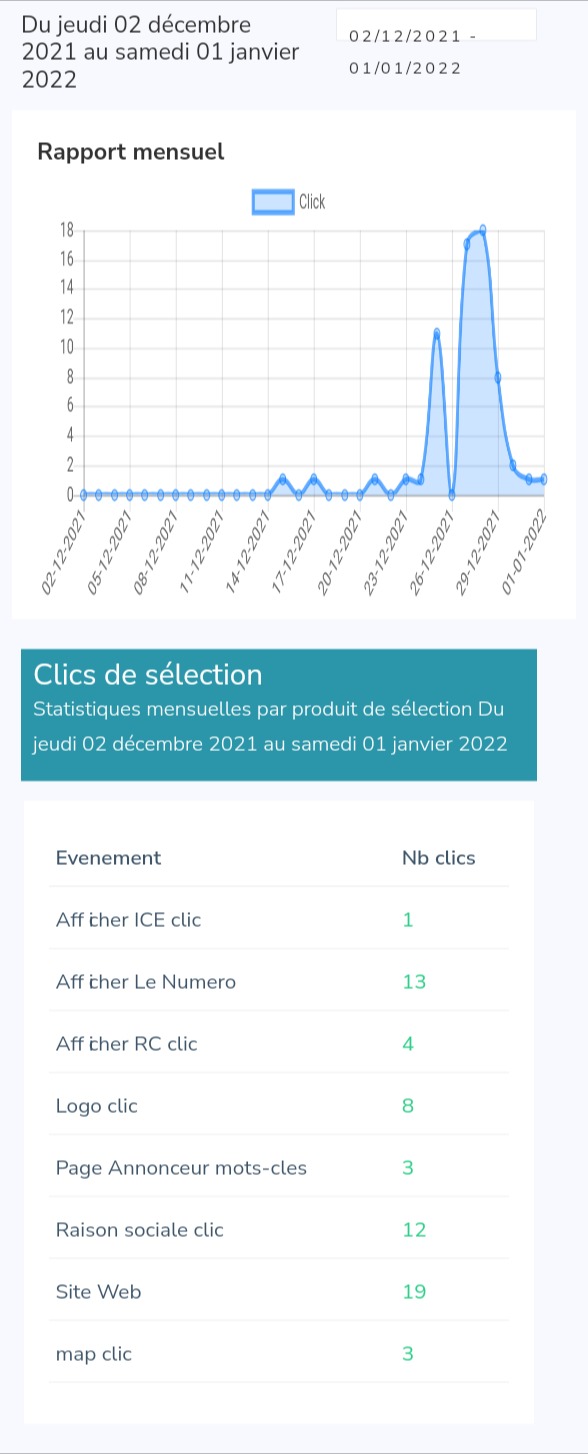 Du jeudi 02 décembre
2021 au samedi 01 janvier
2022
02/12/2021 -
01/01/2022
Rapport mensuel
Click
18
16
14
12
10
8
6
4
2
0
02-12-2021
05-12-2021
08-12-2021
11-12-2021
14-12-2021
17-12-2021
20-12-2021
23-12-2021
26-12-2021
29-12-2021
01-01-2022
Clics de sélection
Statistiques mensuelles par produit de sélection Du
jeudi 02 décembre 2021 au samedi 01 janvier 2022
Evenement Nb clics
Afficher ICE clic 1
Afficher Le Numero 13
Afficher RC clic 4
Logo clic 8
Page Annonceur mots-cles 3
Raison sociale clic 12
Site Web 19
map clic 3